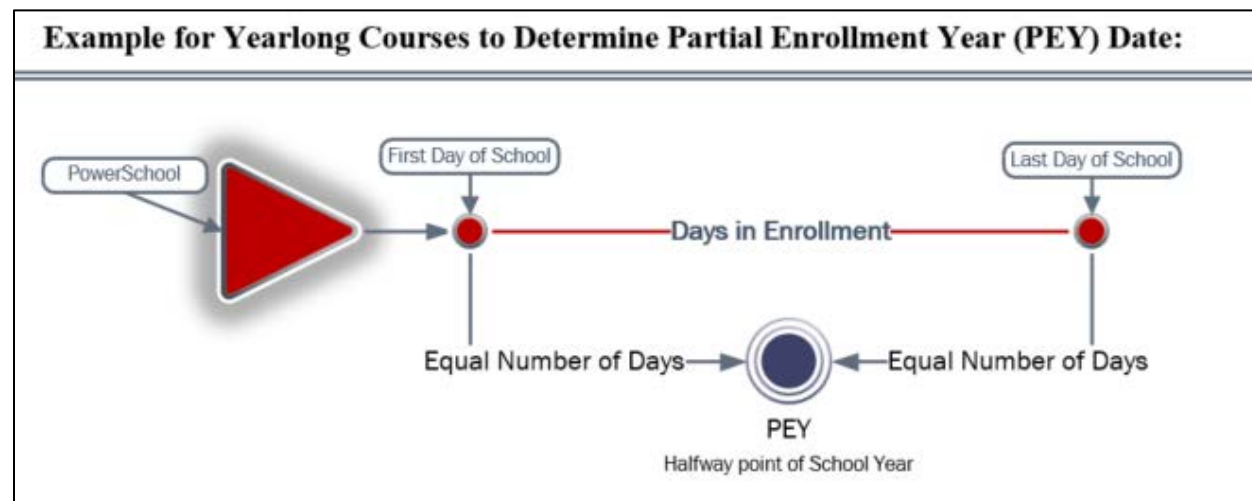 Example for Yearlong Courses to Determine Partial Enrollment Year (PEY) Date:
PowerSchool
First Day of School
Last Day of School
Days in Enrollment
Equal Number of Days
Equal Number of Days
PEY
Halfway point of School Year